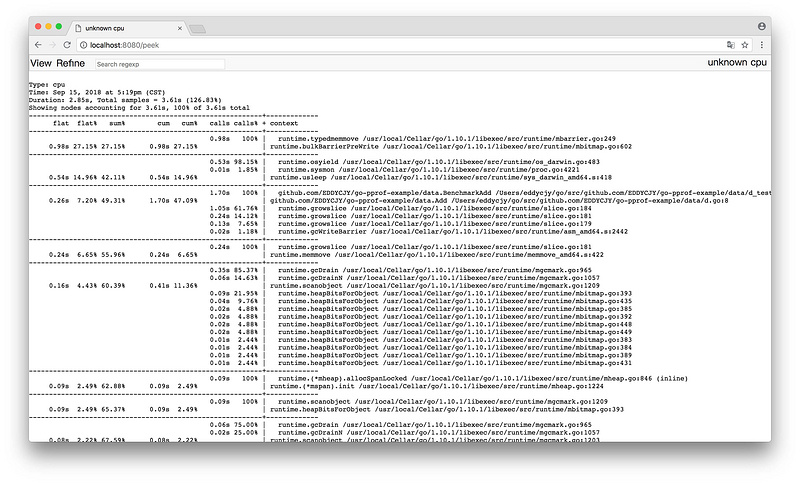 unknown cpu
localhost:8080/peek
View Refine Search regexp unknown cpu
Type: cpu
Time: Sep 15, 2018 at 5:19pm (CST)
Duration: 2.85s, Total samples = 3.61s (126.83%)
Showing nodes accounting for 3.61s, 100% of 3.61s total
----------------------------------------------------------+-------------
flat flat% sum% cum cum% calls calls% + context
----------------------------------------------------------+-------------
0.98s 100% | runtime.typedmemmove /usr/local/Cellar/go/1.10.1/libexec/src/runtime/mbarrier.go:249
0.98s 27.15% 27.15% 0.98s 27.15% | runtime.bulkBarrierPreWrite /usr/local/Cellar/go/1.10.1/libexec/src/runtime/mbitmap.go:602
----------------------------------------------------------+-------------
0.53s 98.15% | runtime.osyield /usr/local/Cellar/go/1.10.1/libexec/src/runtime/os_darwin.go:483
0.01s 1.85% | runtime.sysmon /usr/local/Cellar/go/1.10.1/libexec/src/runtime/proc.go:4221
0.54s 14.96% 42.11% 0.54s 14.96% | runtime.usleep /usr/local/Cellar/go/1.10.1/libexec/src/runtime/sys_darwin_amd64.s:418
----------------------------------------------------------+-------------
1.70s 100% | github.com/EDDYCJY/go-pprof-example/data.BenchmarkAdd /Users/eddycjy/go/src/github.com/EDDYCJY/go-pprof-example/data/d_test
0.26s 7.20% 49.31% 1.70s 47.09% | github.com/EDDYCJY/go-pprof-example/data.Add /Users/eddycjy/go/src/github.com/EDDYCJY/go-pprof-example/data/d.go:8
1.05s 61.76% | runtime.growslice /usr/local/Cellar/go/1.10.1/libexec/src/runtime/slice.go:184
0.24s 14.12% | runtime.growslice /usr/local/Cellar/go/1.10.1/libexec/src/runtime/slice.go:181
0.13s 7.65% | runtime.growslice /usr/local/Cellar/go/1.10.1/libexec/src/runtime/slice.go:179
0.02s 1.18% | runtime.gcWriteBarrier /usr/local/Cellar/go/1.10.1/libexec/src/runtime/asm_amd64.s:2442
----------------------------------------------------------+-------------
0.24s 100% | runtime.growslice /usr/local/Cellar/go/1.10.1/libexec/src/runtime/slice.go:181
0.24s 6.65% 55.96% 0.24s 6.65% | runtime.memmove /usr/local/Cellar/go/1.10.1/libexec/src/runtime/memmove_amd64.s:422
----------------------------------------------------------+-------------
0.35s 85.37% | runtime.gcDrain /usr/local/Cellar/go/1.10.1/libexec/src/runtime/mgcmark.go:965
0.06s 14.63% | runtime.gcDrainN /usr/local/Cellar/go/1.10.1/libexec/src/runtime/mgcmark.go:1057
0.16s 4.43% 60.39% 0.41s 11.36% | runtime.scanobject /usr/local/Cellar/go/1.10.1/libexec/src/runtime/mgcmark.go:1209
0.09s 21.95% | runtime.heapBitsForObject /usr/local/Cellar/go/1.10.1/libexec/src/runtime/mbitmap.go:393
0.04s 9.76% | runtime.heapBitsForObject /usr/local/Cellar/go/1.10.1/libexec/src/runtime/mbitmap.go:435
0.02s 4.88% | runtime.heapBitsForObject /usr/local/Cellar/go/1.10.1/libexec/src/runtime/mbitmap.go:385
0.02s 4.88% | runtime.heapBitsForObject /usr/local/Cellar/go/1.10.1/libexec/src/runtime/mbitmap.go:392
0.02s 4.88% | runtime.heapBitsForObject /usr/local/Cellar/go/1.10.1/libexec/src/runtime/mbitmap.go:448
0.02s 4.88% | runtime.heapBitsForObject /usr/local/Cellar/go/1.10.1/libexec/src/runtime/mbitmap.go:449
0.01s 2.44% | runtime.heapBitsForObject /usr/local/Cellar/go/1.10.1/libexec/src/runtime/mbitmap.go:383
0.01s 2.44% | runtime.heapBitsForObject /usr/local/Cellar/go/1.10.1/libexec/src/runtime/mbitmap.go:384
0.01s 2.44% | runtime.heapBitsForObject /usr/local/Cellar/go/1.10.1/libexec/src/runtime/mbitmap.go:389
0.01s 2.44% | runtime.heapBitsForObject /usr/local/Cellar/go/1.10.1/libexec/src/runtime/mbitmap.go:431
----------------------------------------------------------+-------------
0.09s 100% | runtime.(*mheap).allocSpanLocked /usr/local/Cellar/go/1.10.1/libexec/src/runtime/mheap.go:846 (inline)
0.09s 2.49% 62.88% 0.09s 2.49% | runtime.(*mspan).init /usr/local/Cellar/go/1.10.1/libexec/src/runtime/mheap.go:1224
----------------------------------------------------------+-------------
0.09s 100% | runtime.scanobject /usr/local/Cellar/go/1.10.1/libexec/src/runtime/mgcmark.go:1209
0.09s 2.49% 65.37% 0.09s 2.49% | runtime.heapBitsForObject /usr/local/Cellar/go/1.10.1/libexec/src/runtime/mbitmap.go:393
----------------------------------------------------------+-------------
0.06s 75.00% | runtime.gcDrain /usr/local/Cellar/go/1.10.1/libexec/src/runtime/mgcmark.go:965
0.02s 25.00% | runtime.gcDrainN /usr/local/Cellar/go/1.10.1/libexec/src/runtime/mgcmark.go:1057
0.08s 2.22% 67.59% 0.08s 2.22% | runtime.scanobject /usr/local/Cellar/go/1.10.1/libexec/src/runtime/mgcmark.go:1203